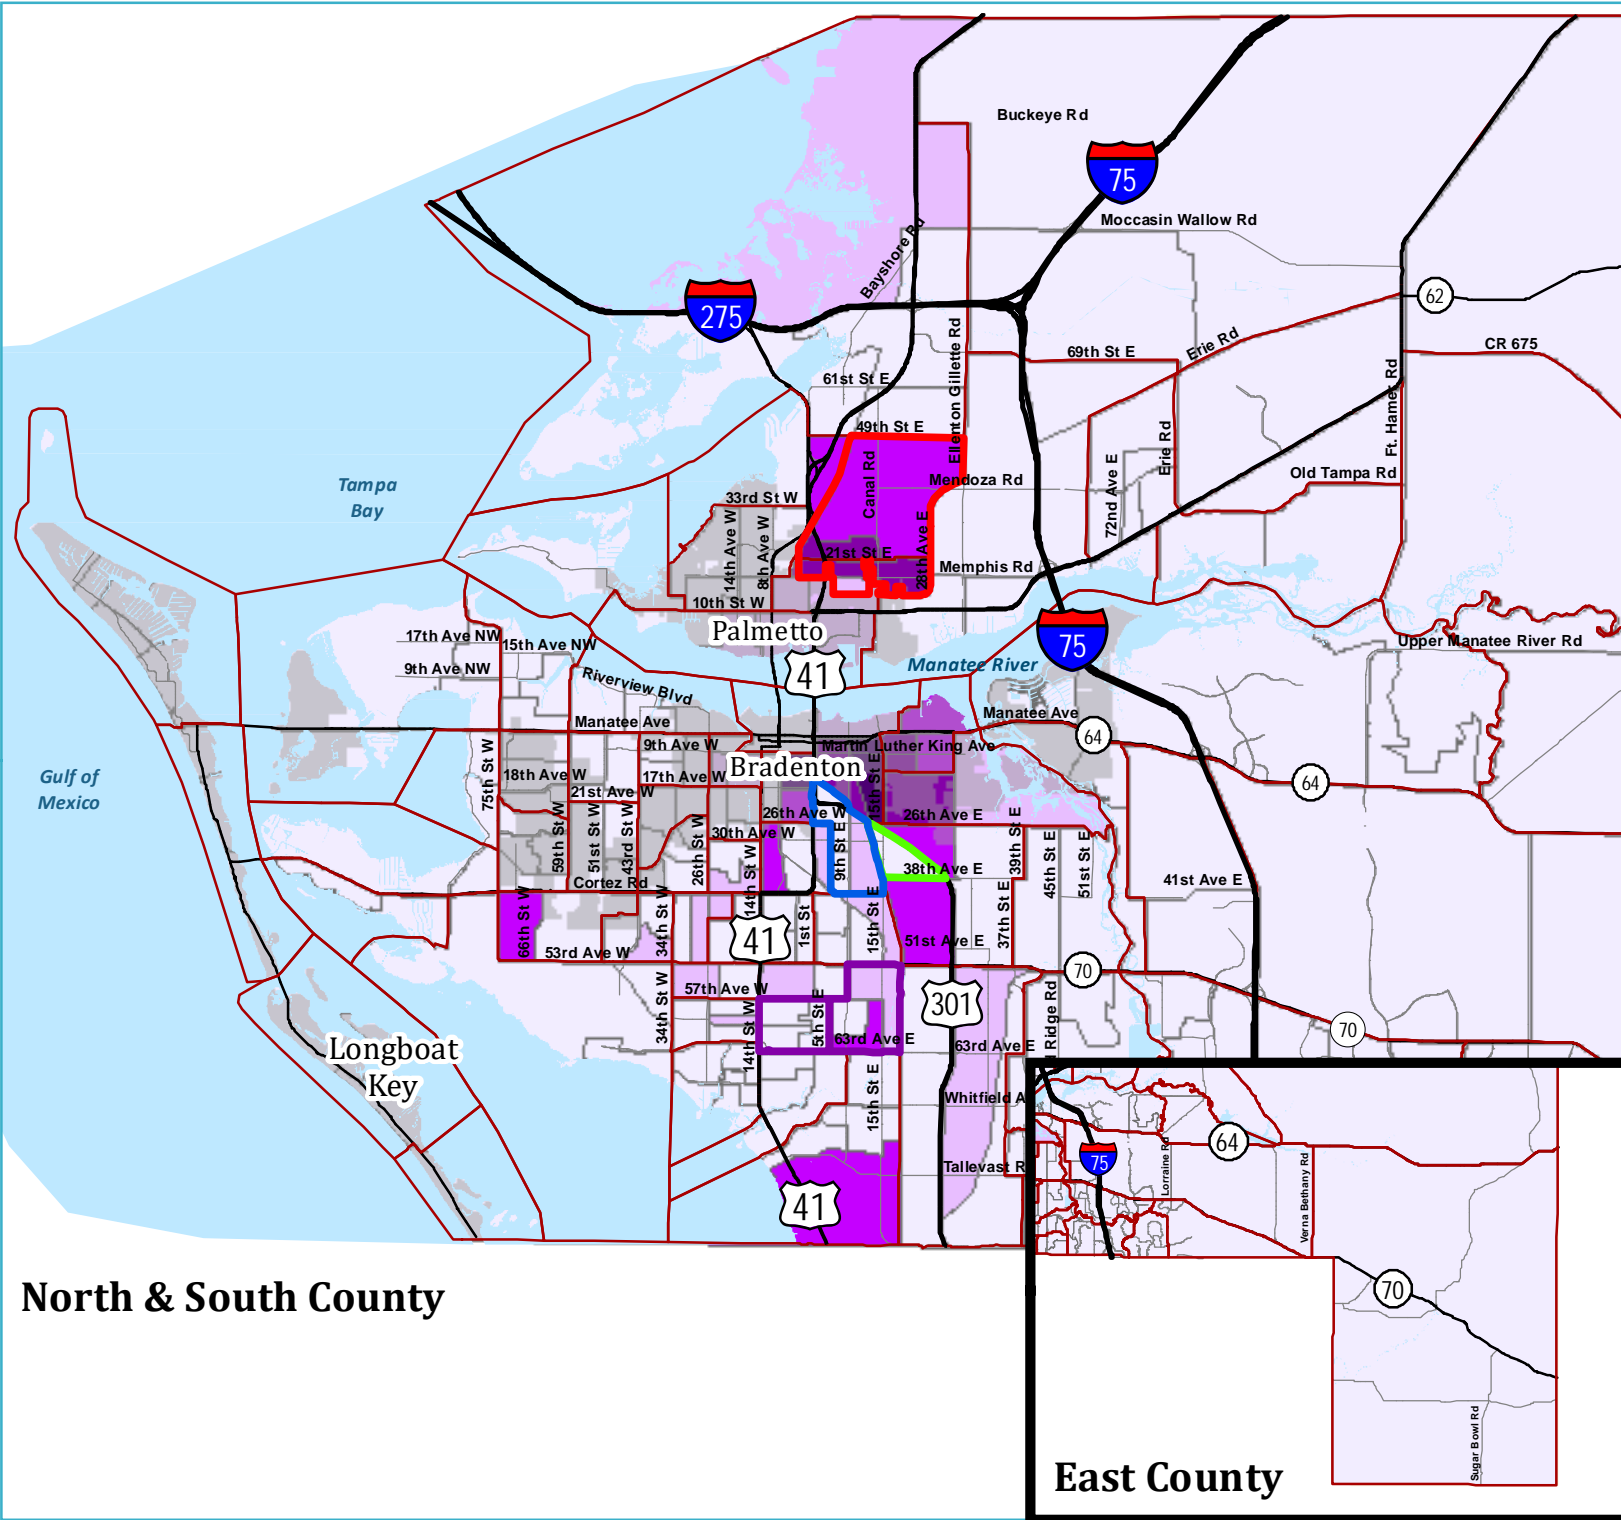 Buckeye Rd
75
Moccasin Wallow Rd
Bayshore Rd
275
62
Ellenton Gillette Rd
69th St E
Erie Rd
CR 675
61st St E
Ft. Hamer Rd
49th St E
Canal Rd
Mendoza Rd
Erie Rd
72nd Ave E
Old Tampa Rd
Tampa
Bay
33rd St W
14th Ave W
8th Ave W
21st St E
28th Ave E
Memphis Rd
10th St W
Palmetto
75
17th Ave NW
15th Ave NW
9th Ave NW
Riverview Blvd
41
Manatee River
Upper Manatee River Rd
Manatee Ave
Manatee Ave
64
9th Ave W
Martin Luther King Ave
Gulf of
Mexico
75th St W
18th Ave W
17th Ave W
Bradenton
15th St E
64
21st Ave W
26th Ave W
26th Ave E
59th St W
51st St W
43rd St W
26th St W
30th Ave W
14th St W
9th St E
38th Ave E
39th St E
45th St E
51st St E
Cortez Rd
41st Ave E
66th St W
34th St W
14th St W
41
1st St
15th St E
51st Ave E
37th St E
53rd Ave W
70
34th St W
57th Ave W
14th St W
5th St E
301
63rd Ave E
63rd Ave E
70
Longboat
Key
15th St E
Whitfield A
Tallevast R
41
64
75
Lorraine Rd
Verna Bethany Rd
70
Sugar Bowl Rd
North & South County
East County